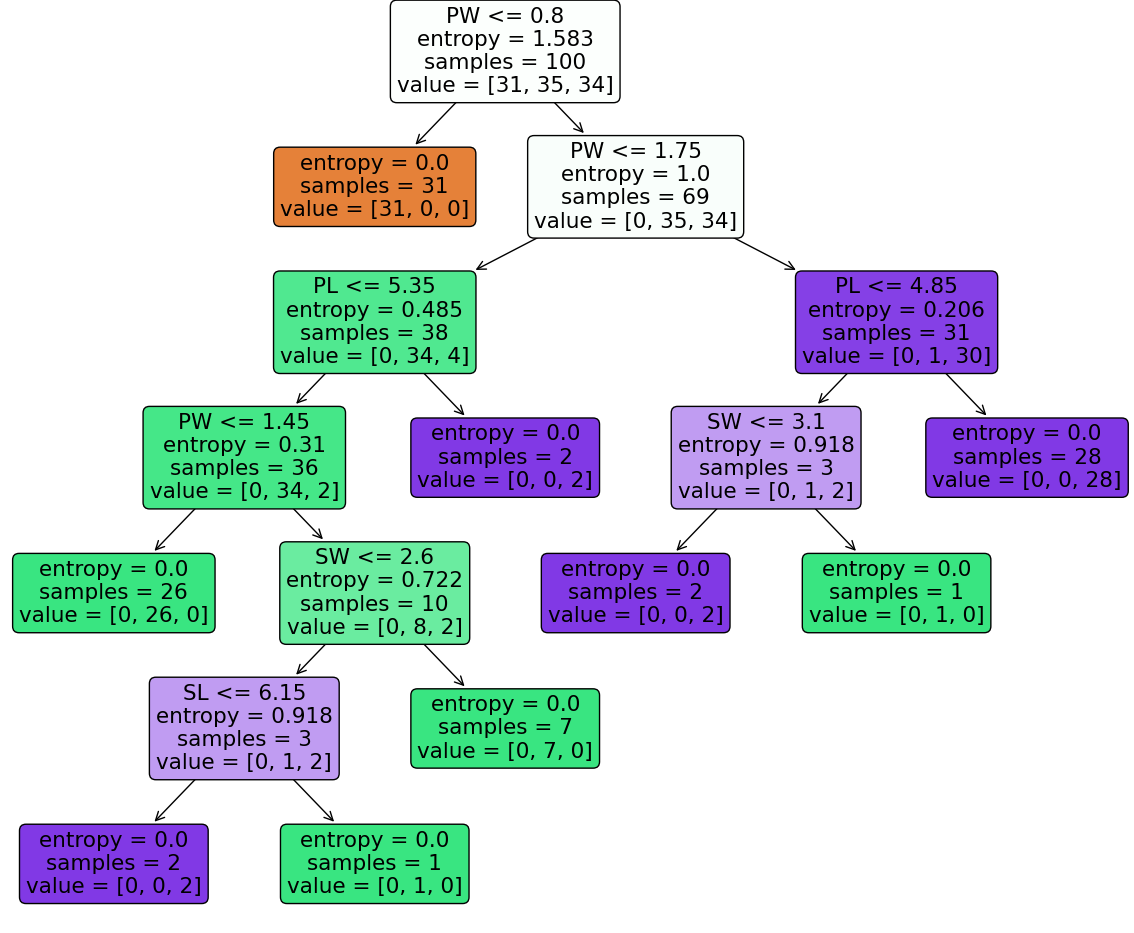 PW <= 0.8
entropy = 1.583
samples = 100
value = [31, 35, 34]
entropy = 0.0
samples = 31
value = [31, 0, 0]
PW <= 1.75
entropy = 1.0
samples = 69
value = [0, 35, 34]
PL <= 5.35
entropy = 0.485
samples = 38
value = [0, 34, 4]
PL <= 4.85
entropy = 0.206
samples = 31
value = [0, 1, 30]
PW <= 1.45
entropy = 0.31
samples = 36
value = [0, 34, 2]
entropy = 0.0
samples = 2
value = [0, 0, 2]
SW <= 3.1
entropy = 0.918
samples = 3
value = [0, 1, 2]
entropy = 0.0
samples = 28
value = [0, 0, 28]
entropy = 0.0
samples = 26
value = [0, 26, 0]
SW <= 2.6
entropy = 0.722
samples = 10
value = [0, 8, 2]
entropy = 0.0
samples = 2
value = [0, 0, 2]
entropy = 0.0
samples = 1
value = [0, 1, 0]
SL <= 6.15
entropy = 0.918
samples = 3
value = [0, 1, 2]
entropy = 0.0
samples = 7
value = [0, 7, 0]
entropy = 0.0
samples = 2
value = [0, 0, 2]
entropy = 0.0
samples = 1
value = [0, 1, 0]